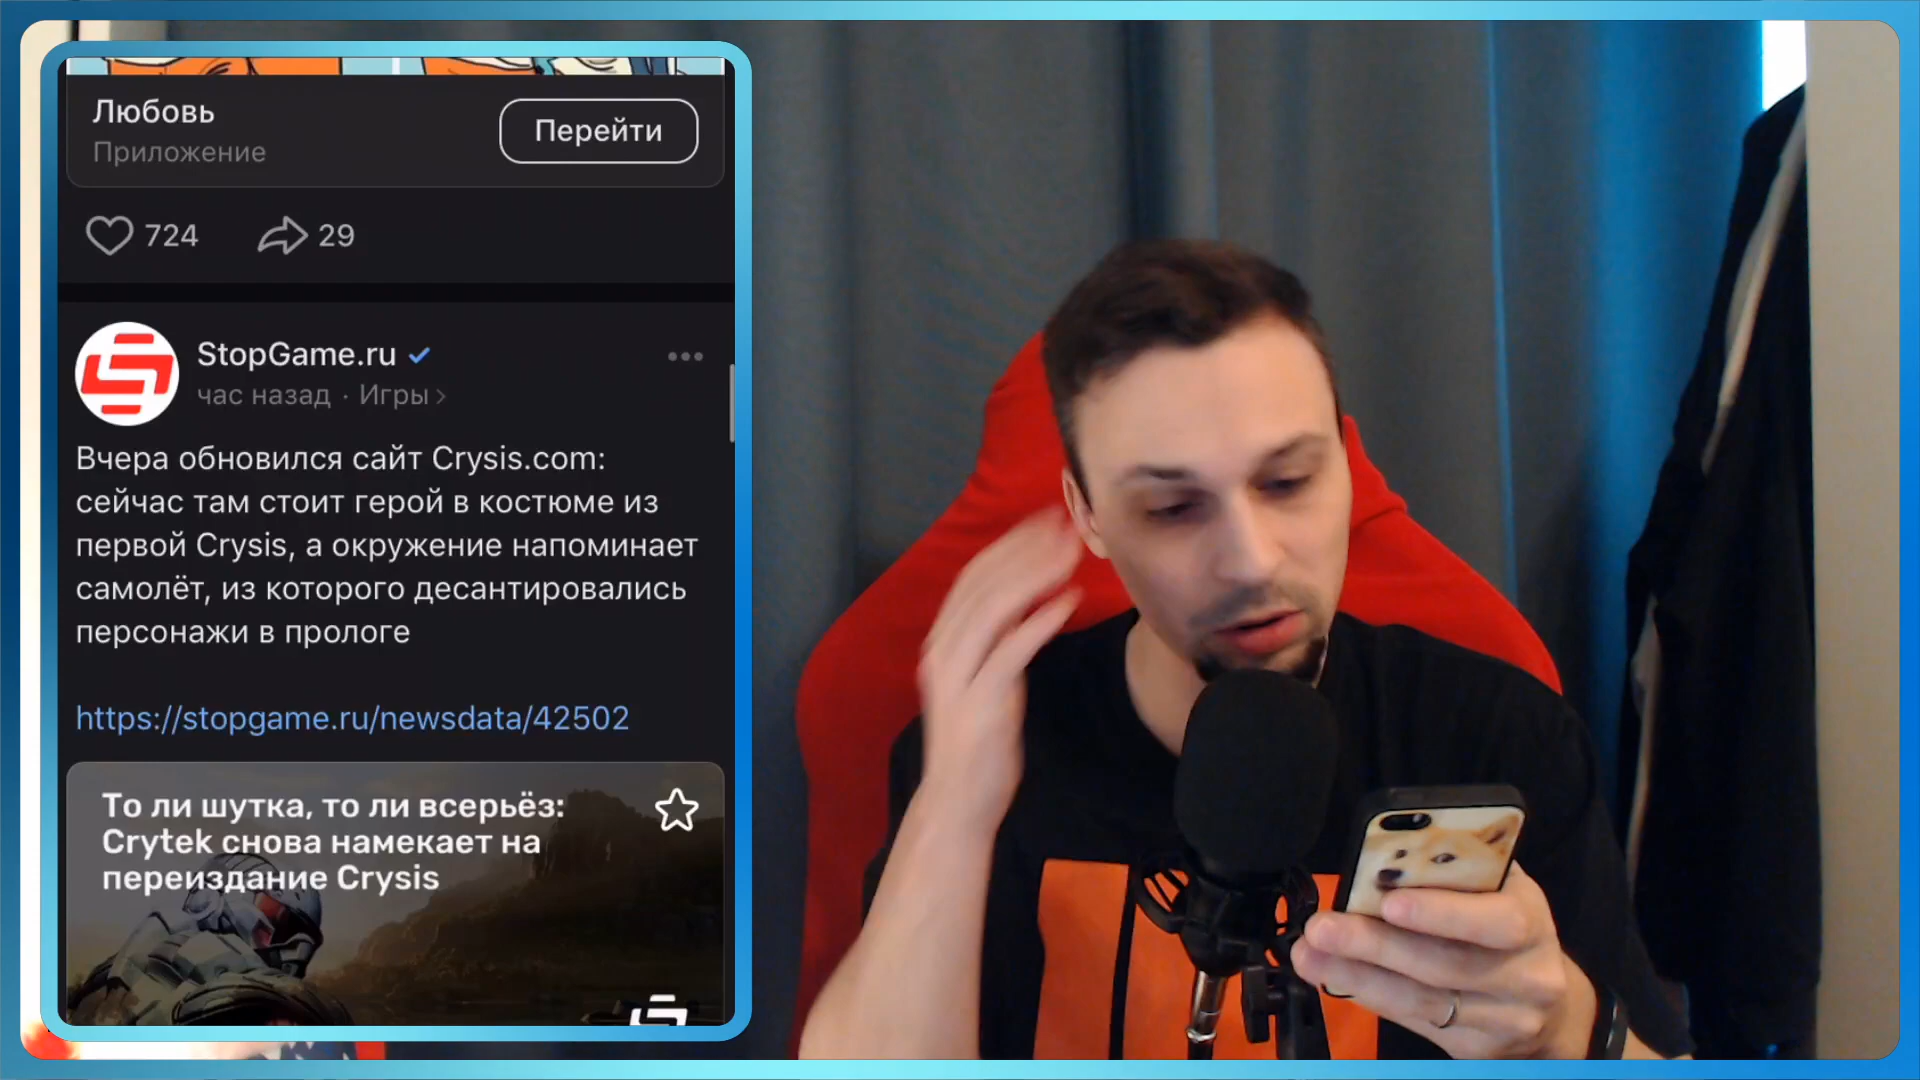 Любовь
Приложение
Перейти
724
29
StopGame.ru
час назад · Игры
Вчера обновился сайт Crysis.com:
сейчас там стоит герой в костюме из
первой Crysis, а окружение напоминает
самолёт, из которого десантировались
персонажи в прологе
https://stopgame.ru/newsdata/42502
То ли шутка, то ли всерьёз:
Crytek снова намекает на
переиздание Crysis